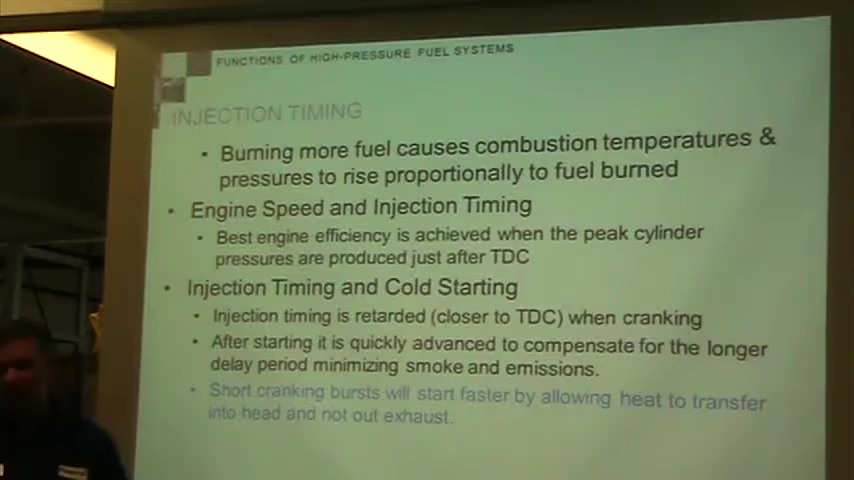 FUNCTIONS OF HIGH-PRESSURE FUEL SYSTEMS
INJECTION TIMING
• Burning more fuel causes combustion temperatures &
pressures to rise proportionally to fuel burned
• Engine Speed and Injection Timing
• Best engine efficiency is achieved when the peak cylinder
pressures are produced just after TDC
• Injection Timing and Cold Starting
• Injection timing is retarded (closer to TDC) when cranking
• After starting it is quickly advanced to compensate for the longer
delay period minimizing smoke and emissions.
• Short cranking bursts will start faster by allowing heat to transfer
into head and not out exhaust.